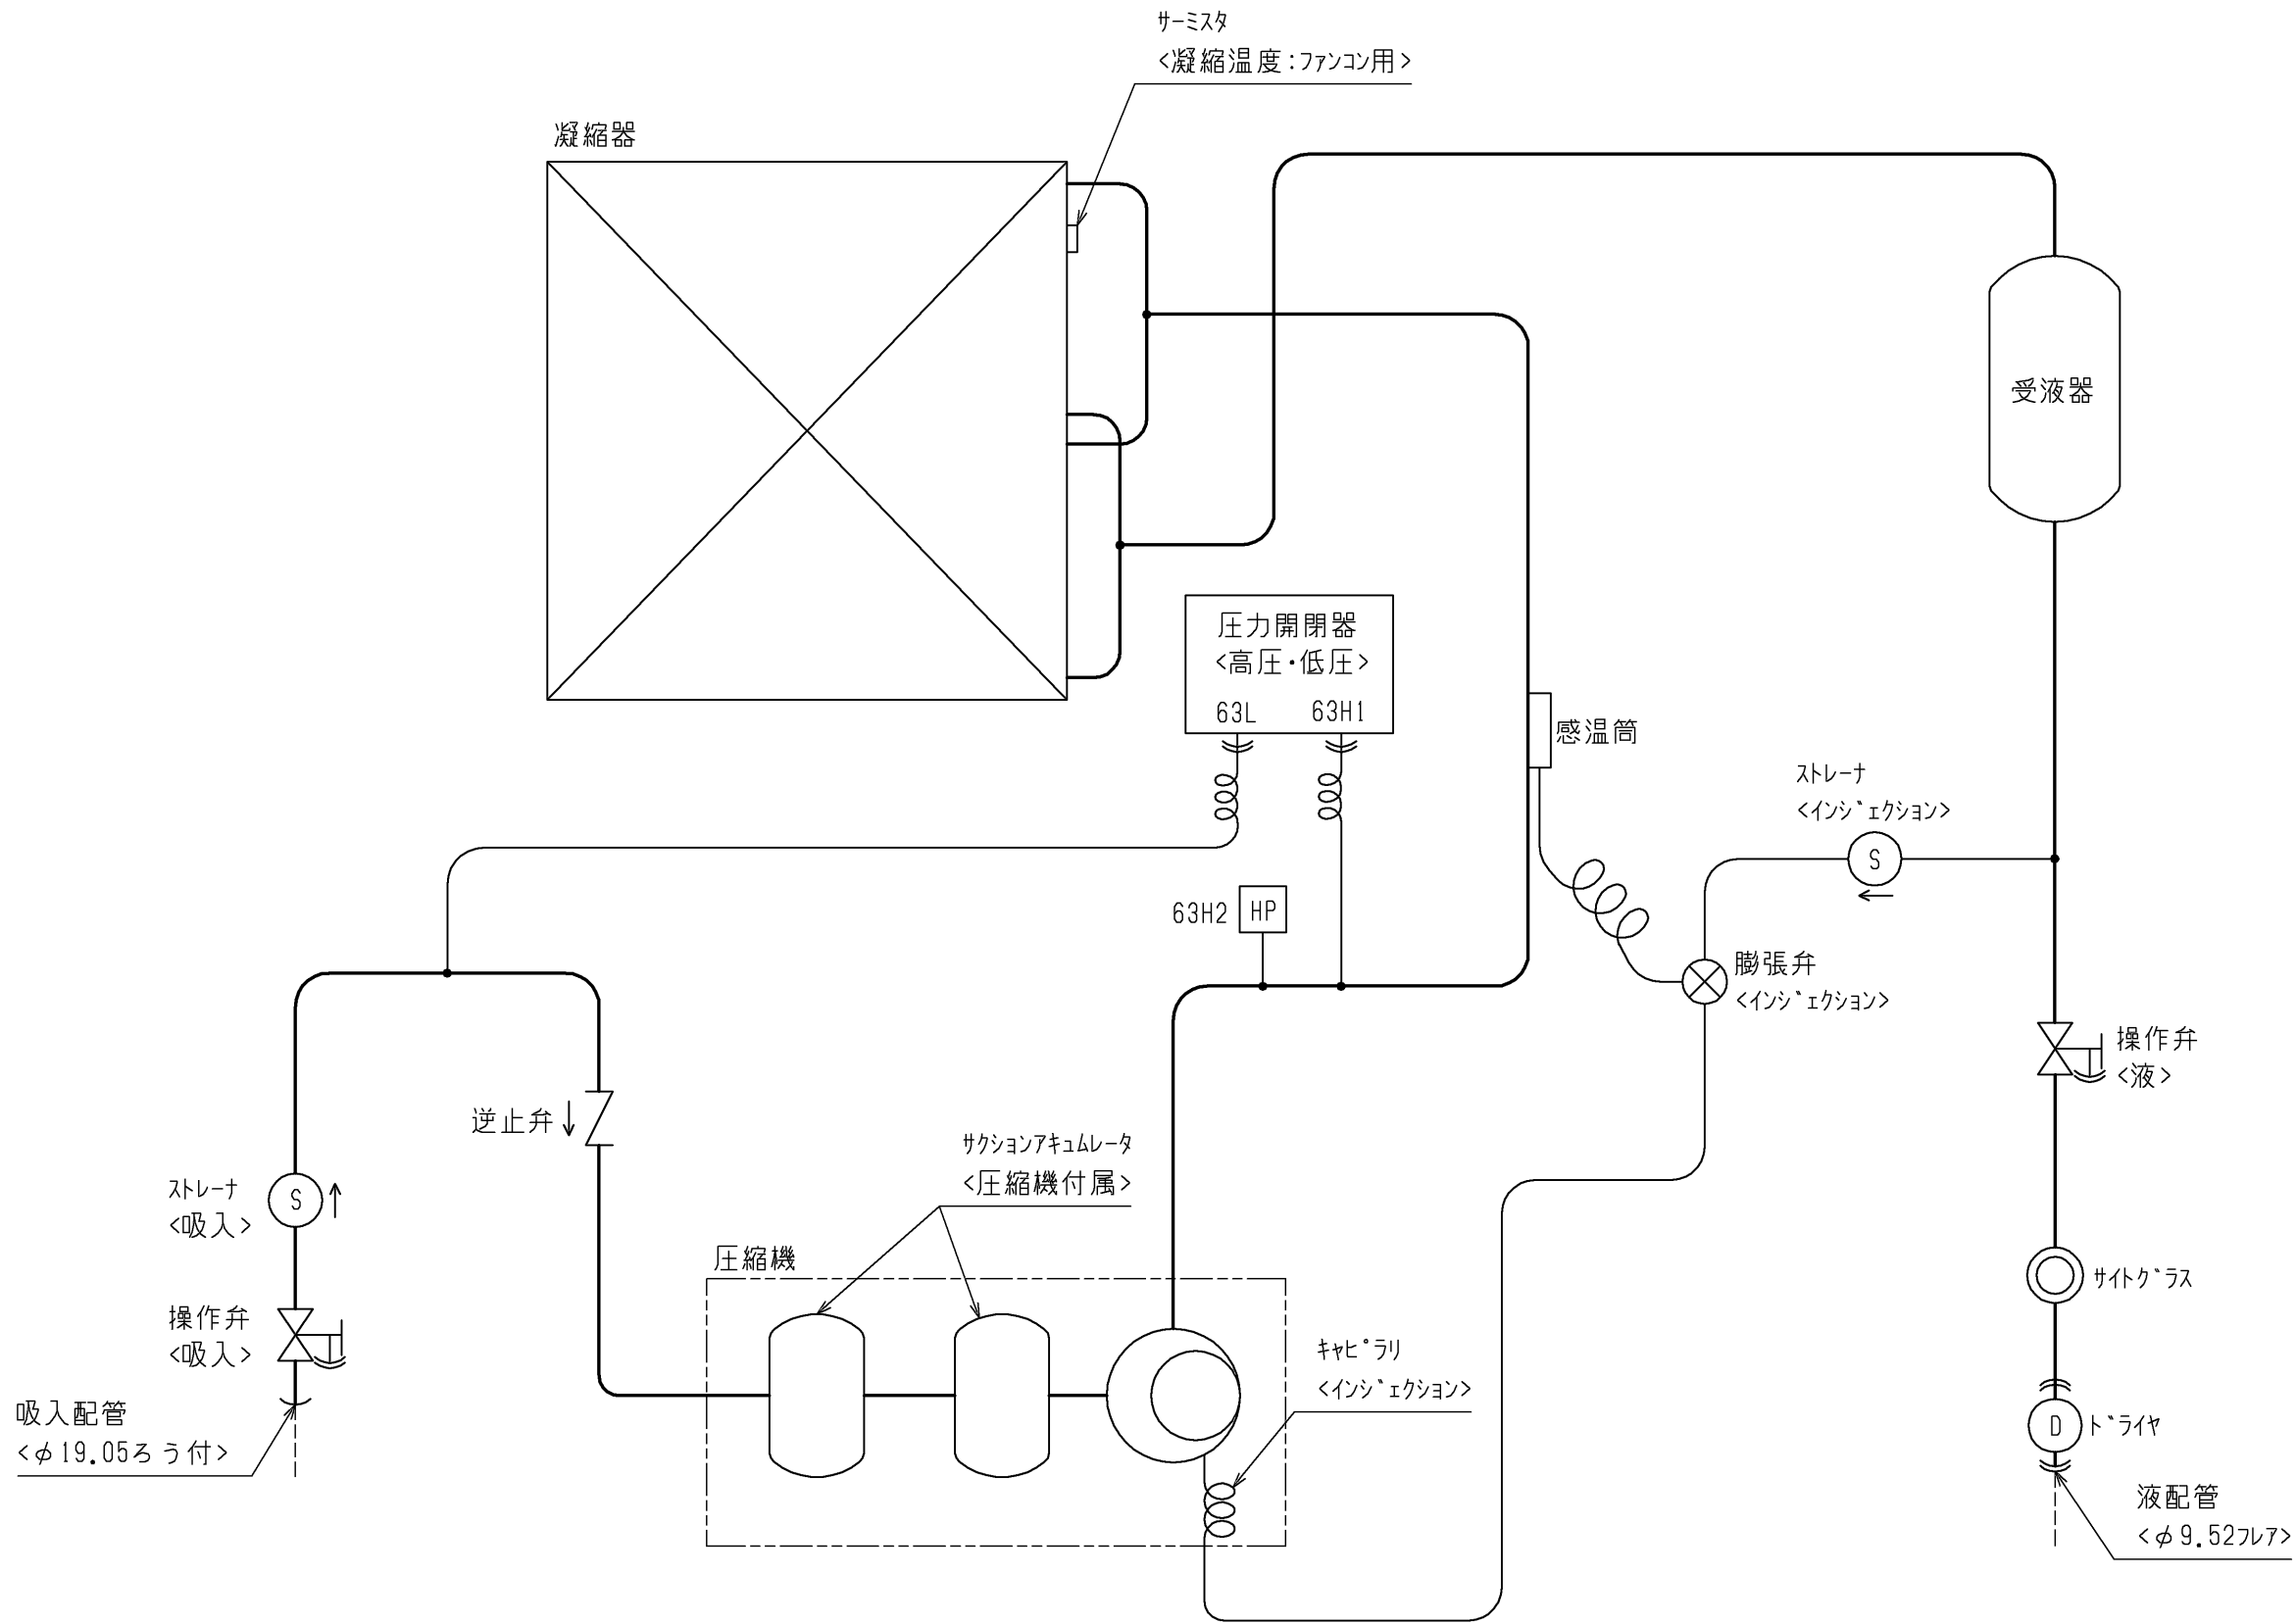 サーミスタ
<凝縮温度:ファンコン用>
凝縮器
受液器
圧力開閉器
<高圧・低圧>
63L
63H1
感温筒
ストレーナ
<インジェクション>
S
63H2
HP
膨張弁
<インジェクション>
操作弁
<液>
逆止弁
サクションアキュムレータ
<圧縮機付属>
ストレーナ
<吸入>
S
圧縮機
サイトグラス
操作弁
<吸入>
キャピラリ
<インジェクション>
吸入配管
<φ19.05ろう付>
D
ドライヤ
液配管
<φ9.52フレア>